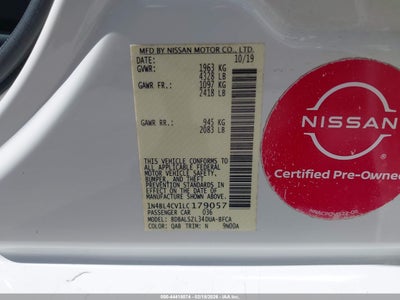 MFD BY NISSAN MOTOR CO., LTD.
DATE: 10/19
GVWR: 1963 KG
4328 LB
GAWR FR: 1097 KG
2418 LB
GAWR RR: 945 KG
2083 LB
THIS VEHICLE CONFORMS TO ALL
APPLICABLE U.S. FEDERAL MOTOR
VEHICLE SAFETY, BUMPER, AND
THEFT PREVENTION STANDARDS
IN EFFECT ON THE DATE OF
MANUFACTURE SHOWN ABOVE.
1N4BL4CV1LC179057
PASSENGER CAR 036
MODEL: BDBALSZL34DUA-BFCA
COLOR: QAB TRIM: N 9N00A
NISSAN
Certified Pre-Owned